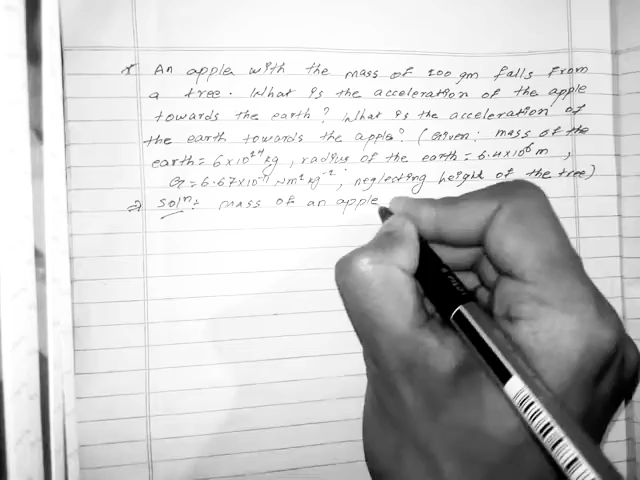 * An apple with the mass of 100 gm falls from
a tree. What is the acceleration of the apple
towards the earth? What is the acceleration of
the earth towards the apple? (Given: mass of the
earth = 6×10²⁴ kg, radius of the earth = 6.4×10⁶ m,
G = 6.67×10⁻¹¹ Nm² kg⁻², neglecting height of the tree)
⇒ Solⁿ: mass of an apple